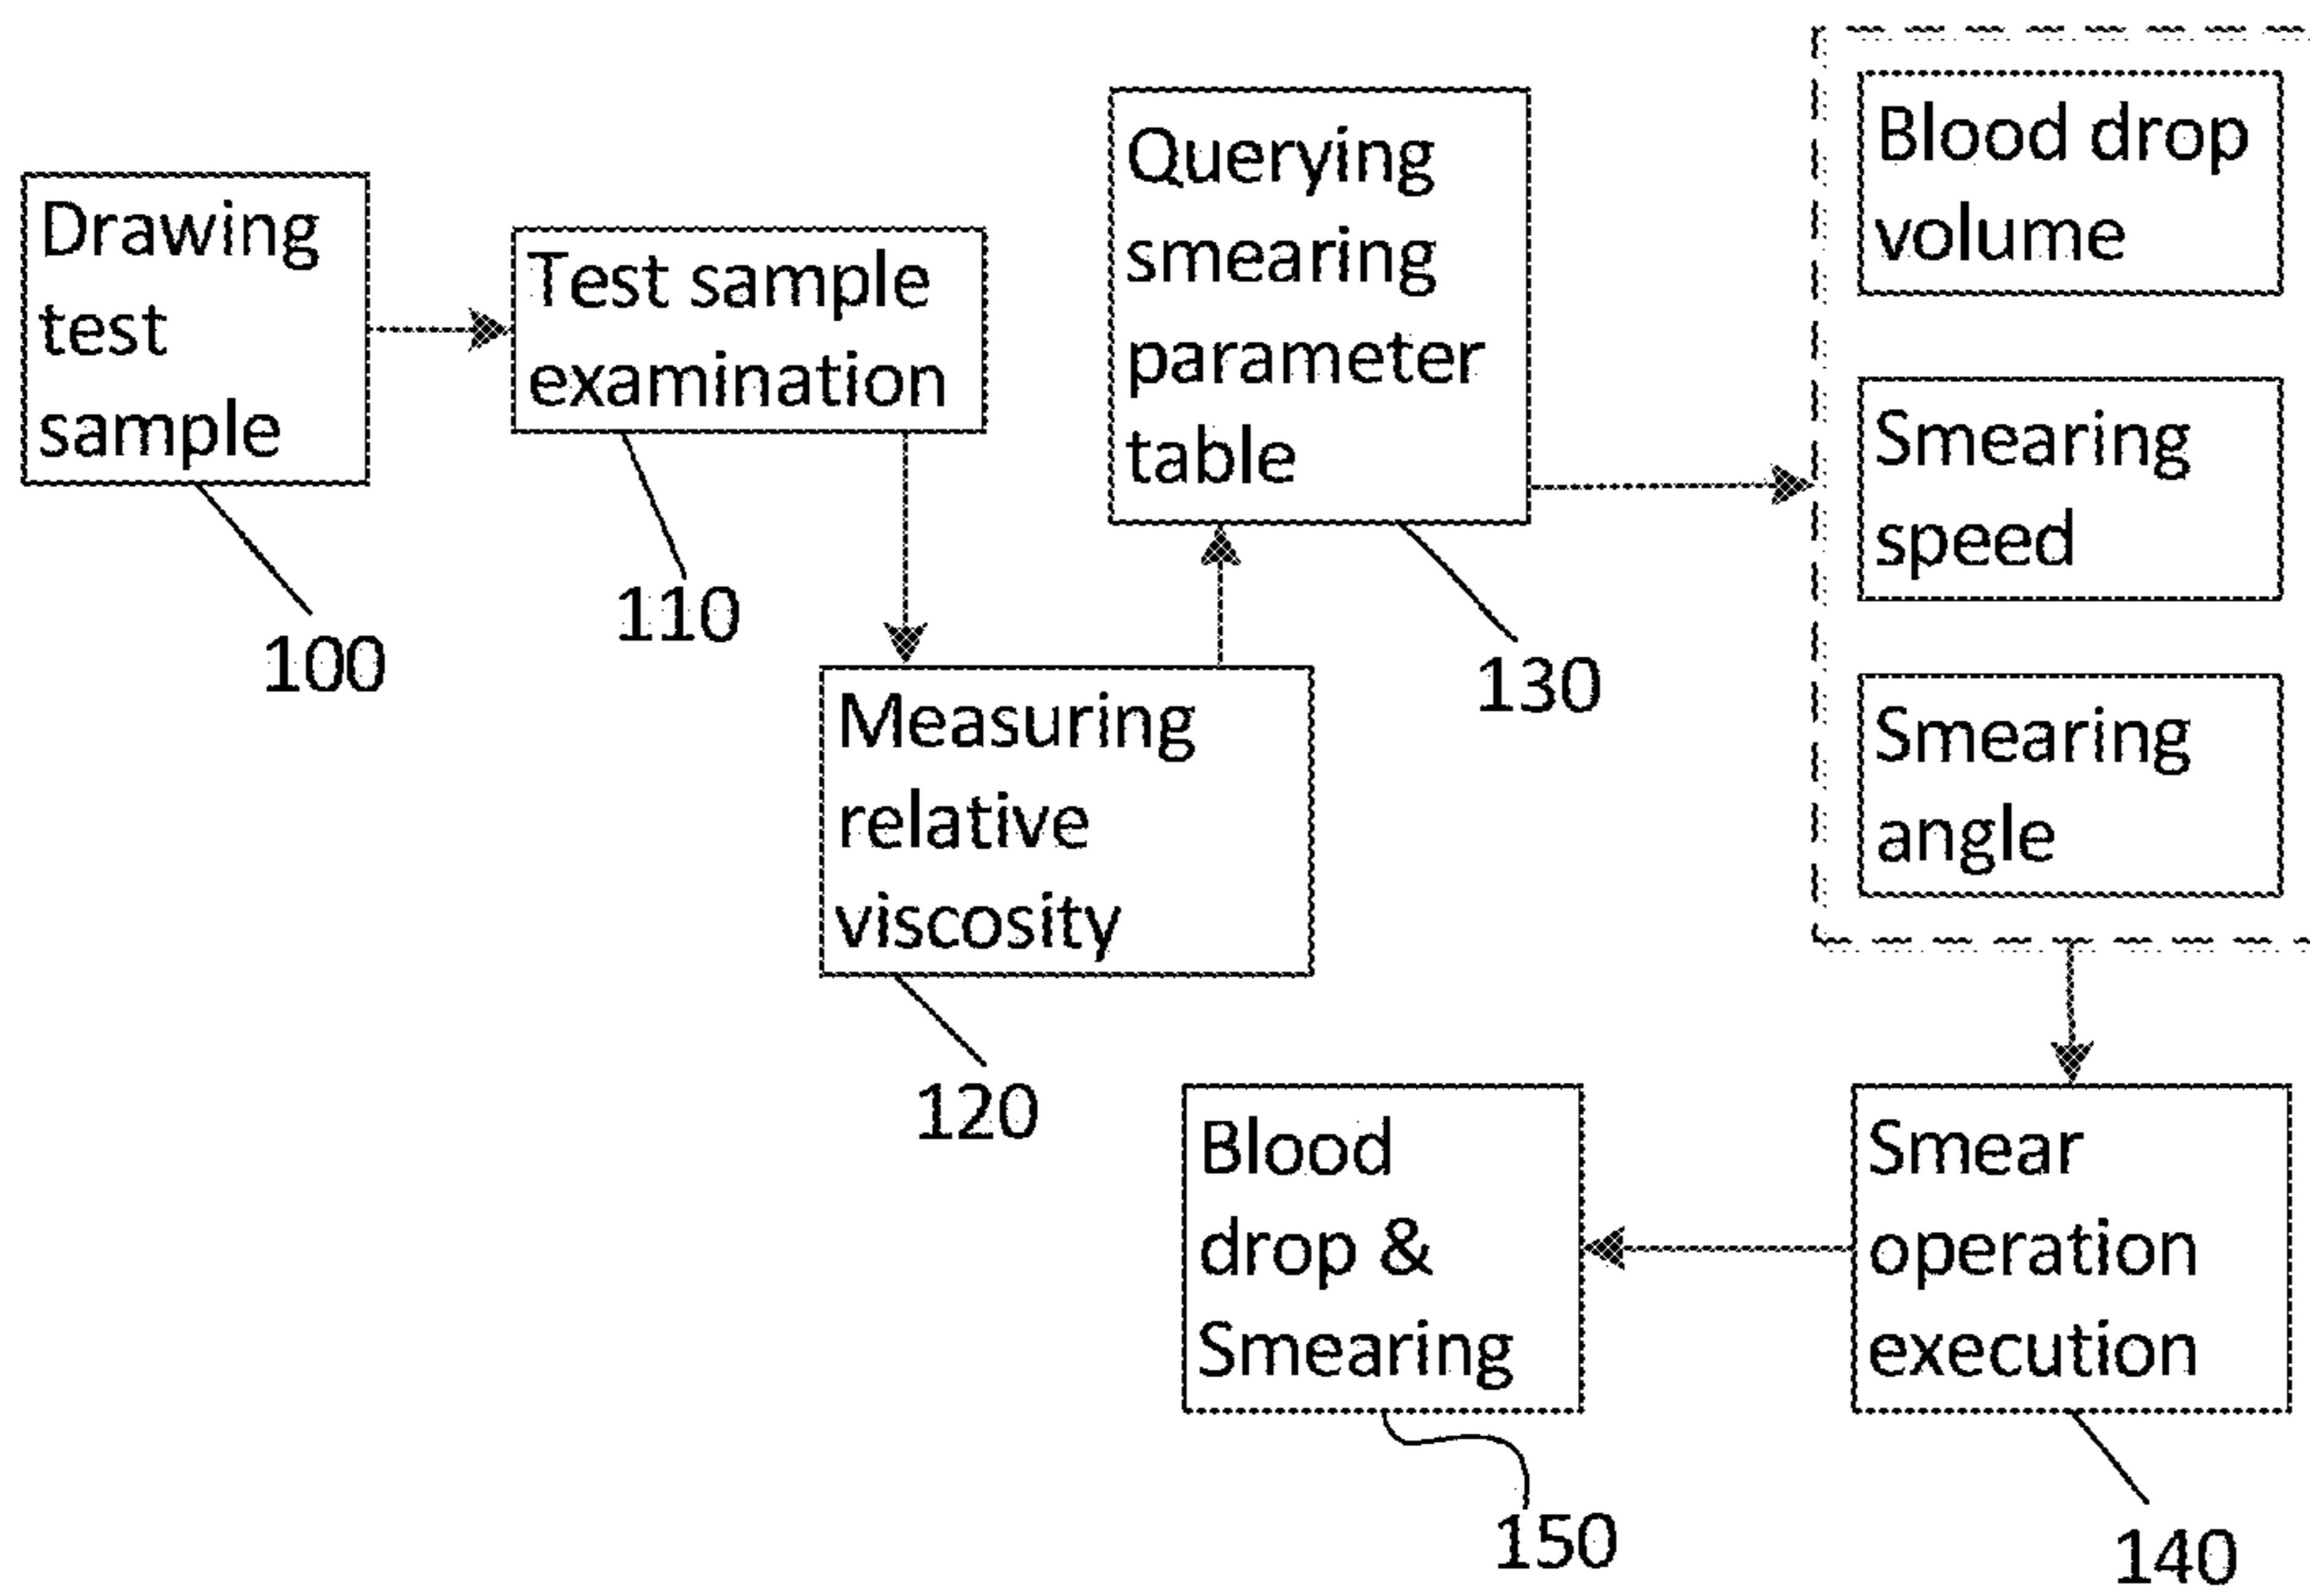 Drawing
test
sample
100
Test sample
examination
110
Measuring
relative
viscosity
120
Querying
smearing
parameter
table
130
Blood drop
volume
Smearing
speed
Smearing
angle
Smear
operation
execution
140
Blood
drop &
Smearing
150